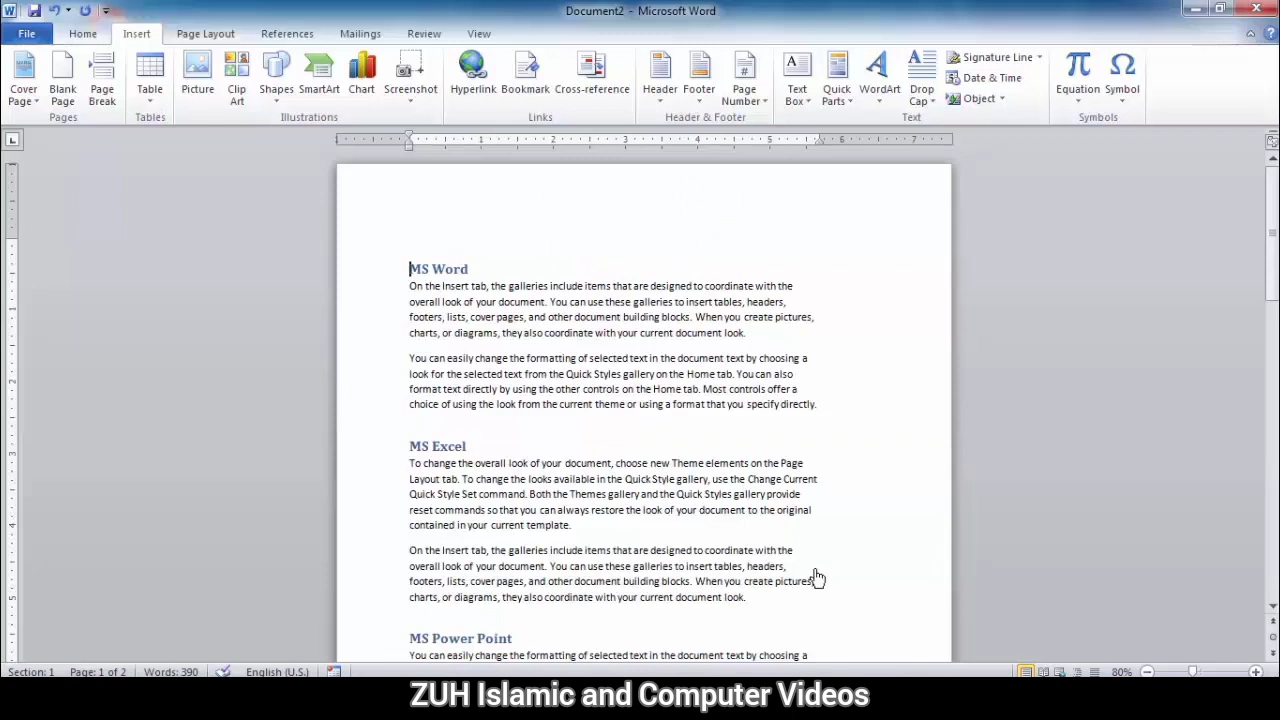 Document2 - Microsoft Word
File Home Insert Page Layout References Mailings Review View
Cover Page Blank Page Page Break Table Picture Clip Art Shapes SmartArt Chart Screenshot Hyperlink Bookmark Cross-reference Header Footer Page Number Text Box Quick Parts WordArt Drop Cap Signature Line Date & Time Object Equation Symbol
Pages Tables Illustrations Links Header & Footer Text Symbols
1 2 3 4 5 6 7
MS Word
On the Insert tab, the galleries include items that are designed to coordinate with the
overall look of your document. You can use these galleries to insert tables, headers,
footers, lists, cover pages, and other document building blocks. When you create pictures,
charts, or diagrams, they also coordinate with your current document look.
You can easily change the formatting of selected text in the document text by choosing a
look for the selected text from the Quick Styles gallery on the Home tab. You can also
format text directly by using the other controls on the Home tab. Most controls offer a
choice of using the look from the current theme or using a format that you specify directly.
MS Excel
To change the overall look of your document, choose new Theme elements on the Page
Layout tab. To change the looks available in the Quick Style gallery, use the Change Current
Quick Style Set command. Both the Themes gallery and the Quick Styles gallery provide
reset commands so that you can always restore the look of your document to the original
contained in your current template.
On the Insert tab, the galleries include items that are designed to coordinate with the
overall look of your document. You can use these galleries to insert tables, headers,
footers, lists, cover pages, and other document building blocks. When you create pictures,
charts, or diagrams, they also coordinate with your current document look.
MS Power Point
You can easily change the formatting of selected text in the document text by choosing a
Section: 1 Page: 1 of 2 Words: 390 English (U.S.) 80%
ZUH Islamic and Computer Videos